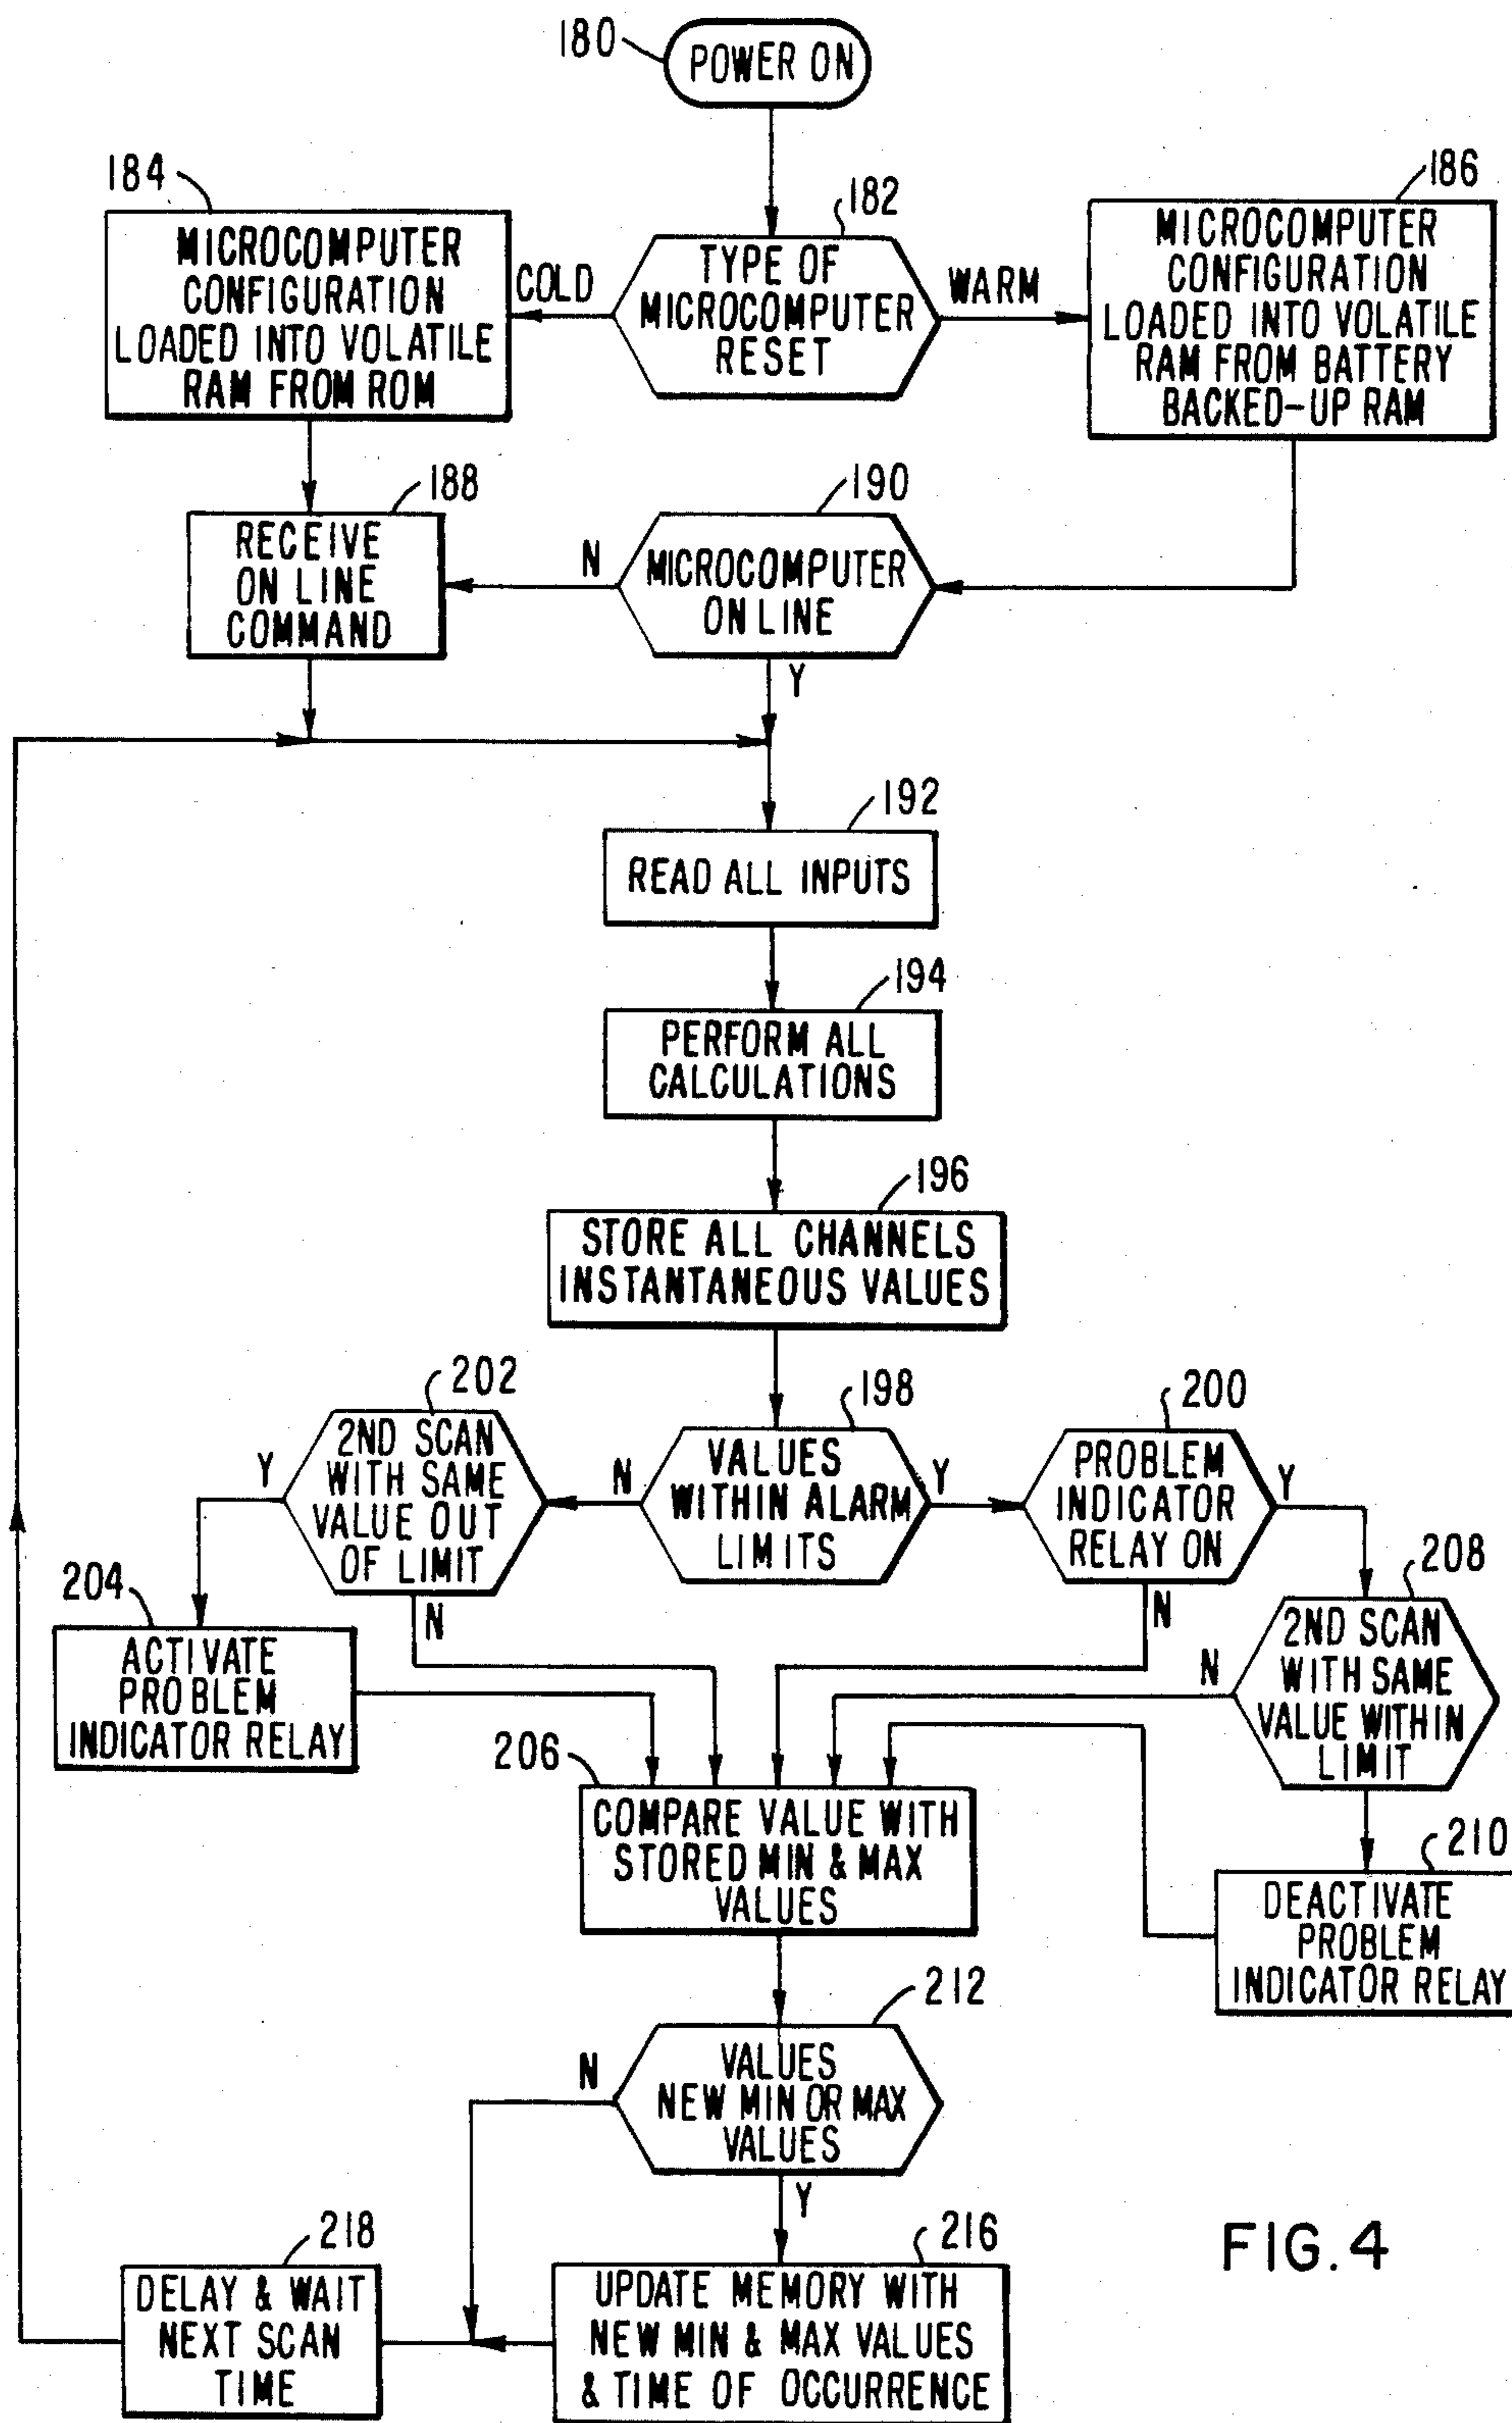 180
POWER ON
184
MICROCOMPUTER
CONFIGURATION
LOADED INTO VOLATILE
RAM FROM ROM
COLD
182
TYPE OF
MICROCOMPUTER
RESET
WARM
186
MICROCOMPUTER
CONFIGURATION
LOADED INTO VOLATILE
RAM FROM BATTERY
BACKED-UP RAM
188
RECEIVE
ON LINE
COMMAND
N
190
MICROCOMPUTER
ON LINE
Y
192
READ ALL INPUTS
194
PERFORM ALL
CALCULATIONS
196
STORE ALL CHANNELS
INSTANTANEOUS VALUES
202
2ND SCAN
WITH SAME
VALUE OUT
OF LIMIT
Y
N
N
198
VALUES
WITHIN ALARM
LIMITS
Y
200
PROBLEM
INDICATOR
RELAY ON
Y
N
204
ACTIVATE
PROBLEM
INDICATOR RELAY
208
2ND SCAN
WITH SAME
VALUE WITHIN
LIMIT
N
206
COMPARE VALUE WITH
STORED MIN & MAX
VALUES
210
DEACTIVATE
PROBLEM
INDICATOR RELAY
212
VALUES
NEW MIN OR MAX
VALUES
N
Y
218
DELAY & WAIT
NEXT SCAN
TIME
216
UPDATE MEMORY WITH
NEW MIN & MAX VALUES
& TIME OF OCCURRENCE
FIG. 4